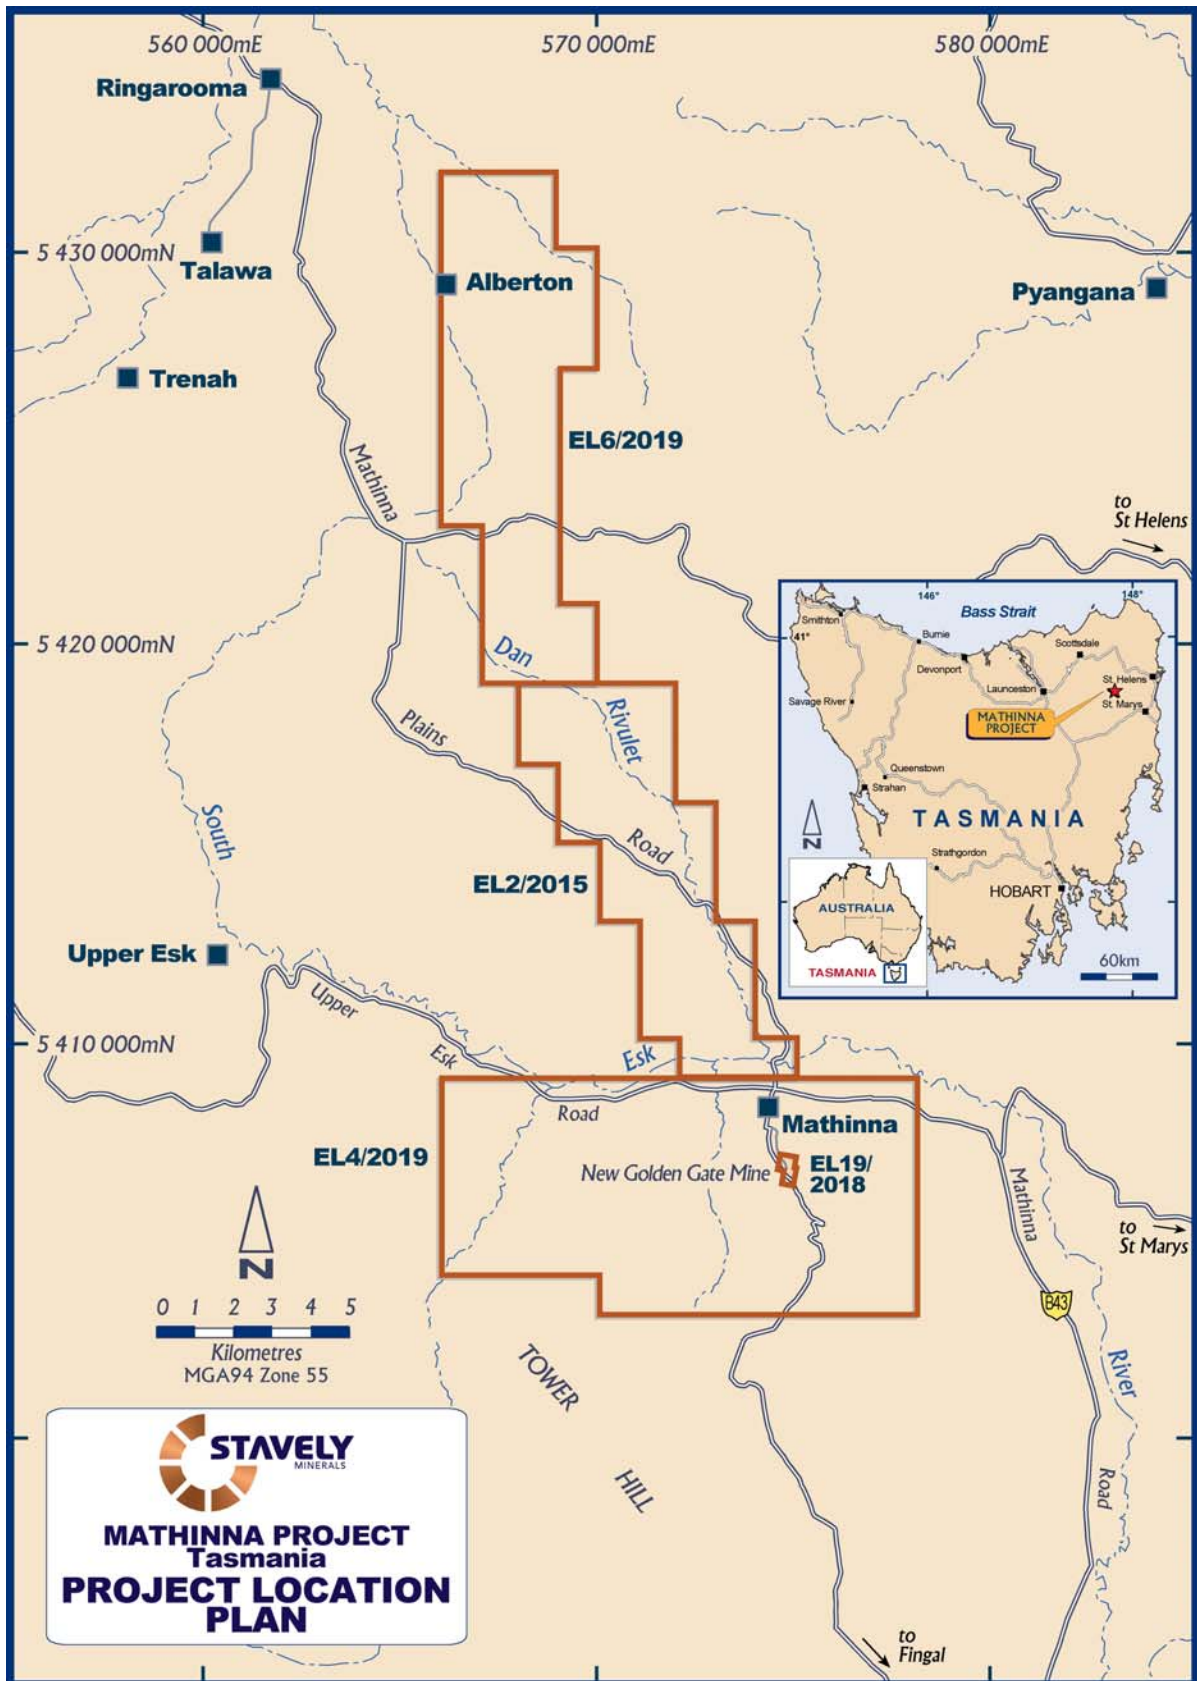 560 000mE
570 000mE
580 000mE
Ringarooma
5 430 000mN
Talawa
Alberton
Pyangana
Trenah
EL6/2019
Mathinna
to
St Helens
5 420 000mN
Dan
Rivulet
Plains
Road
South
EL2/2015
Upper Esk
Upper
Esk
Road
Esk
5 410 000mN
Mathinna
EL4/2019
New Golden Gate Mine
EL19/
2018
Mathinna
to
St Marys
B43
River
Road
N
0 1 2 3 4 5
Kilometres
MGA94 Zone 55
TOWER
HILL
to
Fingal
146°
148°
Bass Strait
Smithton
41°
Burnie
Scottsdale
Devonport
Launceston
St. Helens
Savage River
St. Marys
MATHINNA
PROJECT
Queenstown
Strahan
N
TASMANIA
Strathgordon
HOBART
AUSTRALIA
TASMANIA
60km
STAVELY
MINERALS
MATHINNA PROJECT
Tasmania
PROJECT LOCATION
PLAN